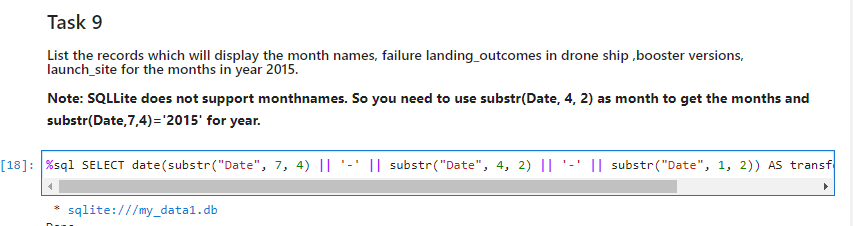 Task 9
List the records which will display the month names, failure landing_outcomes in drone ship ,booster versions,
launch_site for the months in year 2015.
Note: SQLLite does not support monthnames. So you need to use substr(Date, 4, 2) as month to get the months and
substr(Date,7,4)='2015' for year.
[18]: %sql SELECT date(substr("Date", 7, 4) || '-' || substr("Date", 4, 2) || '-' || substr("Date", 1, 2)) AS transf
* sqlite:///my_data1.db